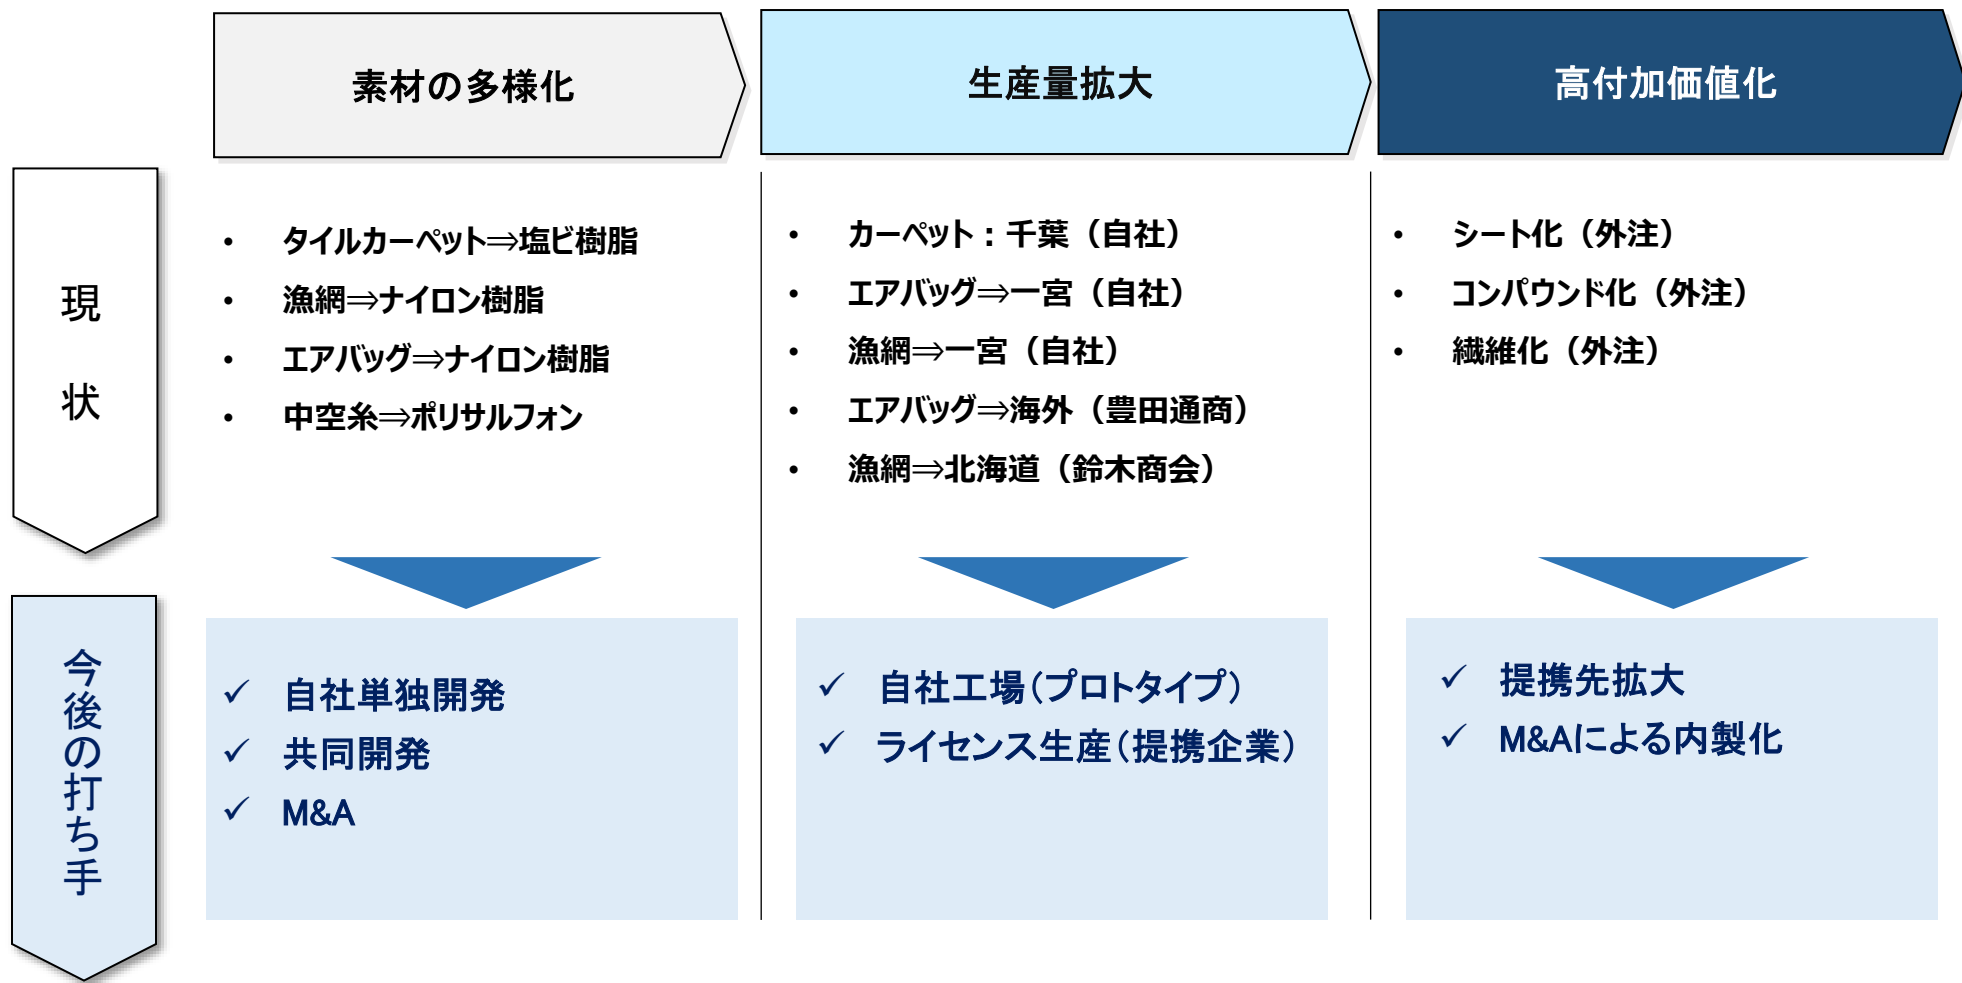 素材の多様化
生産量拡大
高付加価値化
現状
• タイルカーペット⇒塩ビ樹脂
• 漁網⇒ナイロン樹脂
• エアバッグ⇒ナイロン樹脂
• 中空糸⇒ポリサルフォン
• カーペット：千葉（自社）
• エアバッグ⇒一宮（自社）
• 漁網⇒一宮（自社）
• エアバッグ⇒海外（豊田通商）
• 漁網⇒北海道（鈴木商会）
• シート化（外注）
• コンパウンド化（外注）
• 繊維化（外注）
今後の打ち手
✓ 自社単独開発
✓ 共同開発
✓ M&A
✓ 自社工場（プロトタイプ）
✓ ライセンス生産（提携企業）
✓ 提携先拡大
✓ M&Aによる内製化